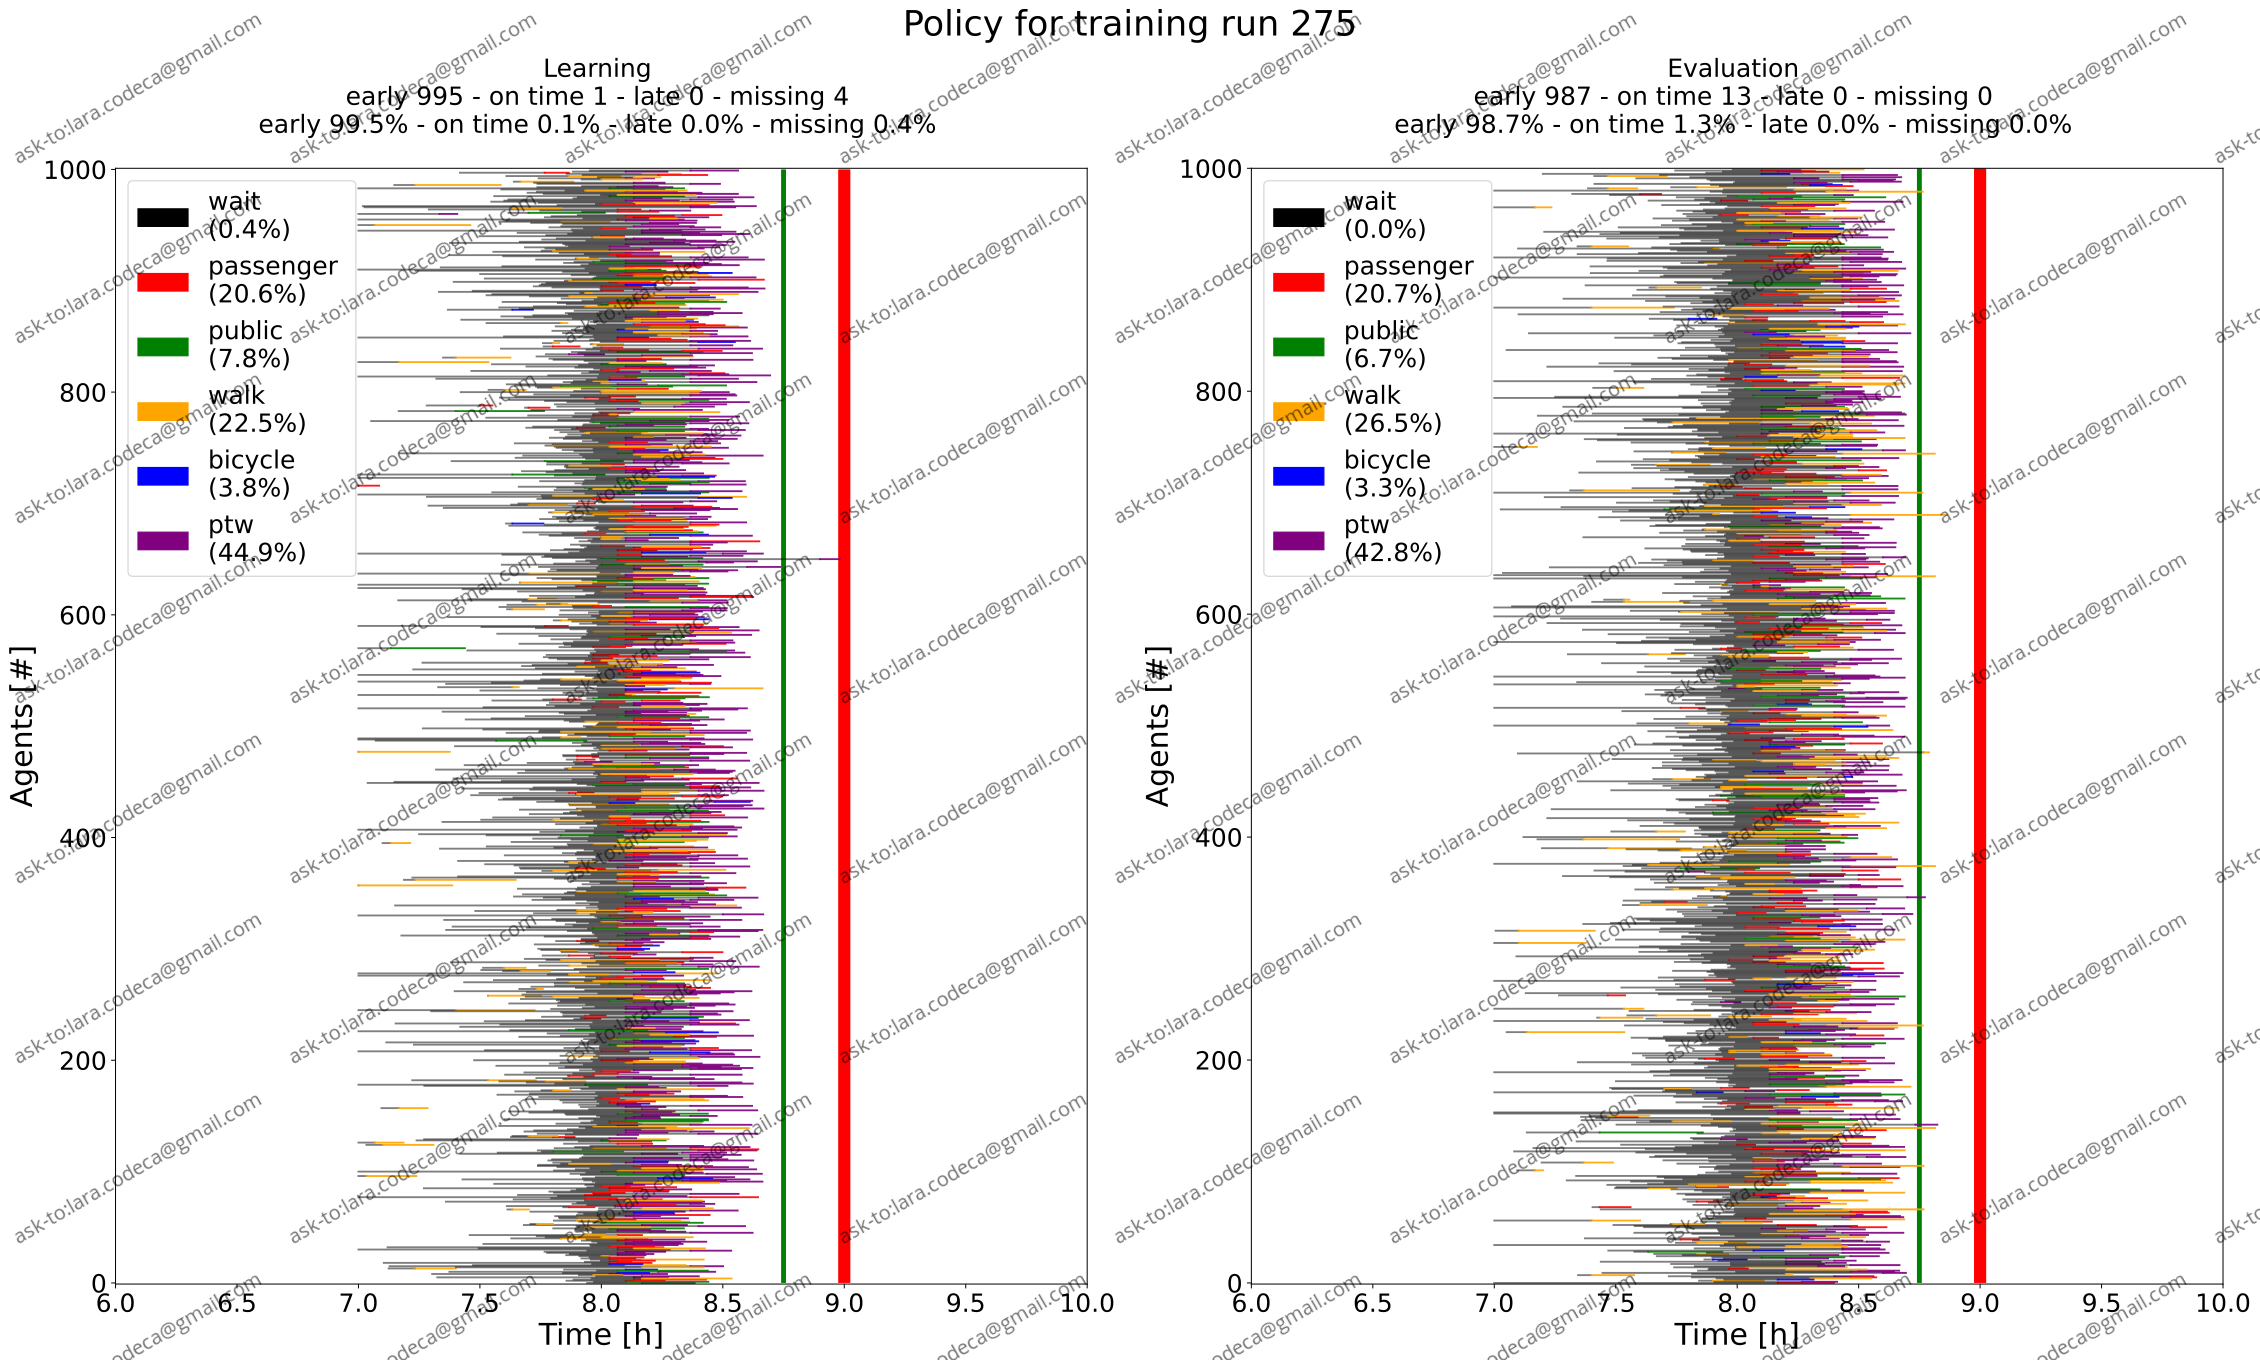 Policy for training run 275
Learning
early 995 - on time 1 - late 0 - missing 4
early 99.5% - on time 0.1% - late 0.0% - missing 0.4%
1000
800
600
400
200
0
Agents [#]
wait
(0.4%)
passenger
(20.6%)
public
(7.8%)
walk
(22.5%)
bicycle
(3.8%)
ptw
(44.9%)
6.0 6.5 7.0 7.5 8.0 8.5 9.0 9.5 10.0
Time [h]
Evaluation
early 987 - on time 13 - late 0 - missing 0
early 98.7% - on time 1.3% - late 0.0% - missing 0.0%
1000
800
600
400
200
0
Agents [#]
wait
(0.0%)
passenger
(20.7%)
public
(6.7%)
walk
(26.5%)
bicycle
(3.3%)
ptw
(42.8%)
6.0 6.5 7.0 7.5 8.0 8.5 9.0 9.5 10.0
Time [h]
ask-to:lara.codeca@gmail.com